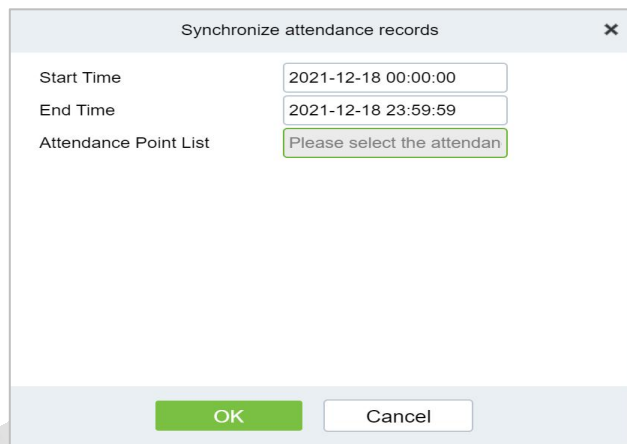 Synchronize attendance records
Start Time 2021-12-18 00:00:00
End Time 2021-12-18 23:59:59
Attendance Point List Please select the attendan
OK Cancel